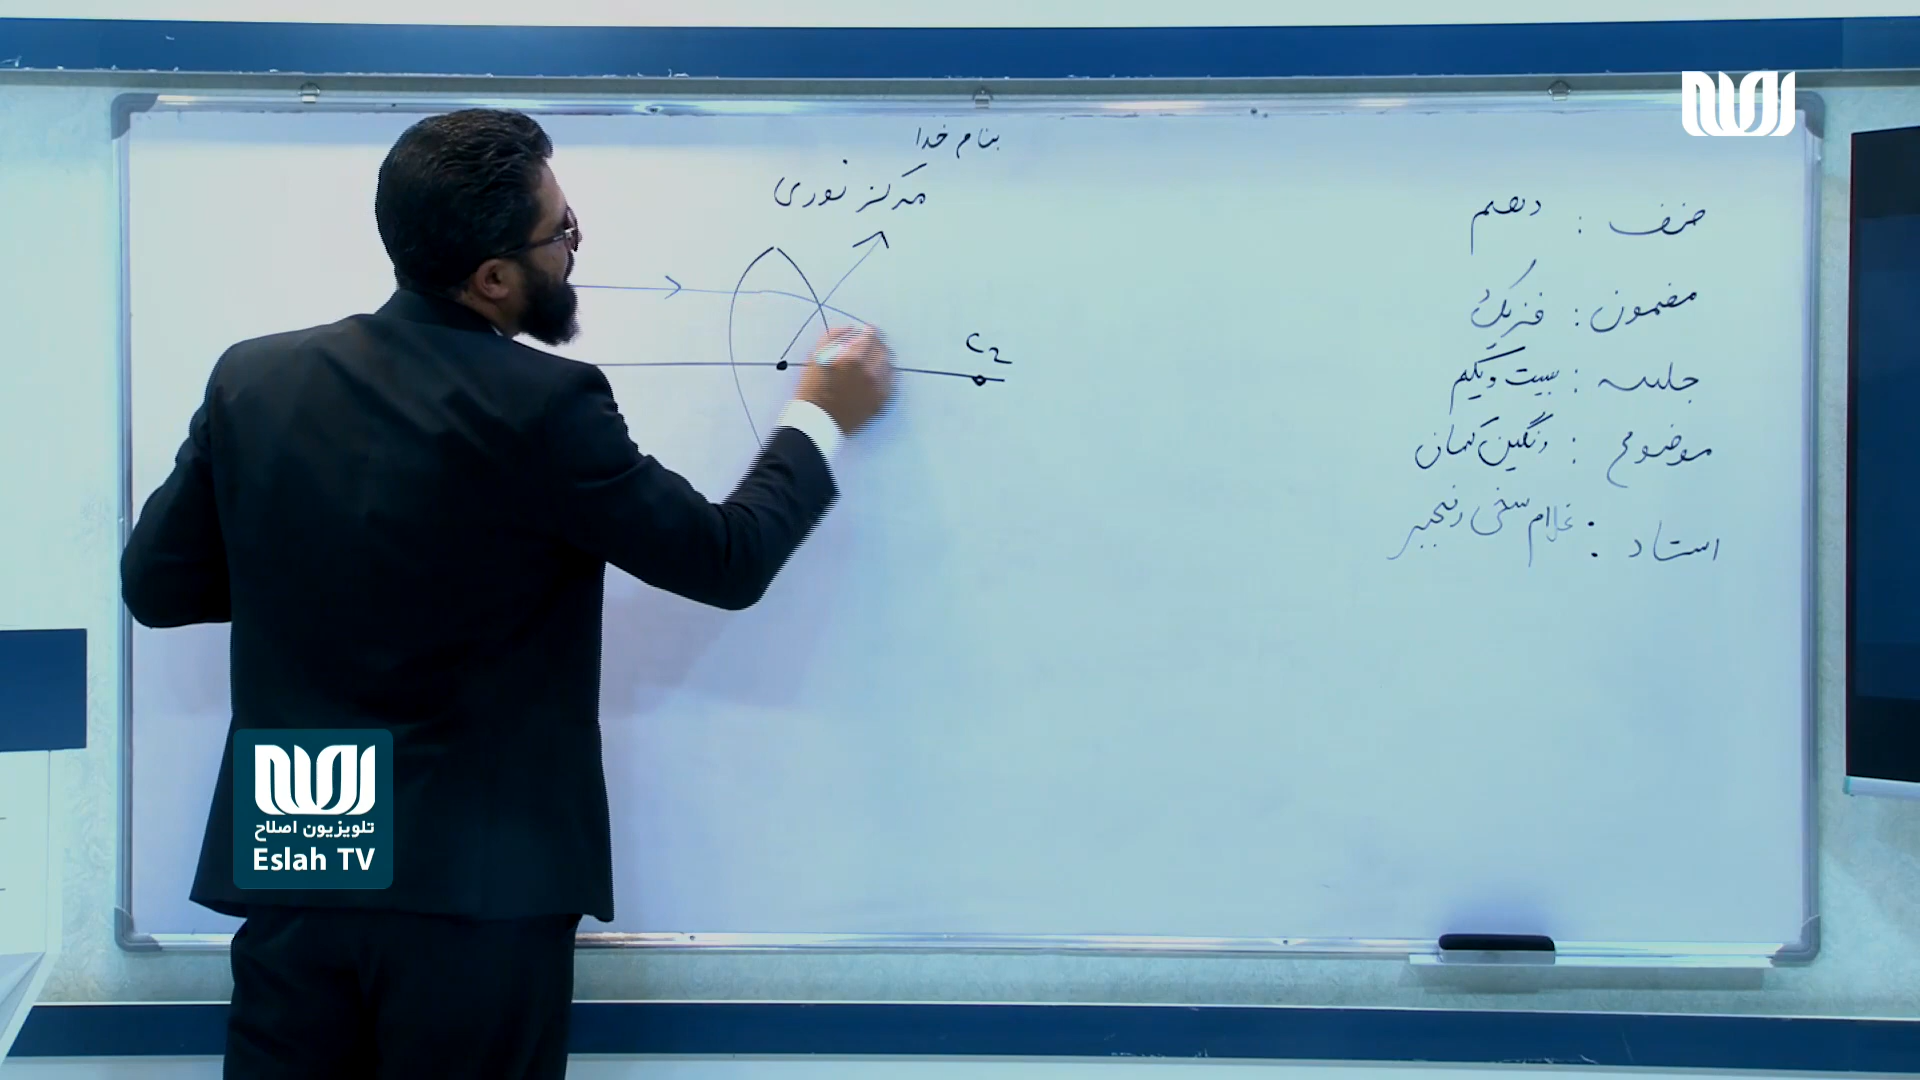 بنام خدا
مرکز نوری
C2
صنف : دهم
مضمون : فزیک
جلسه : بیست و یکم
موضوع : رنگین کمان
استاد : غلام سخی رنجبر
تلویزیون اصلاح
Eslah TV